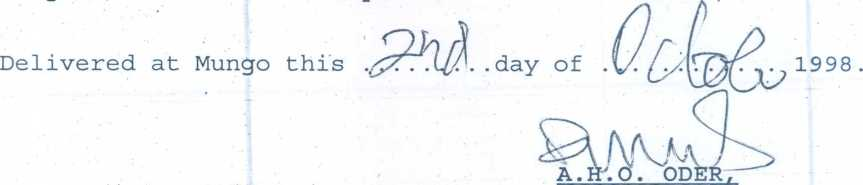 Delivered at Mungo this ..2nd.. day of ..October.. 1998.
A.H.O. ODER,